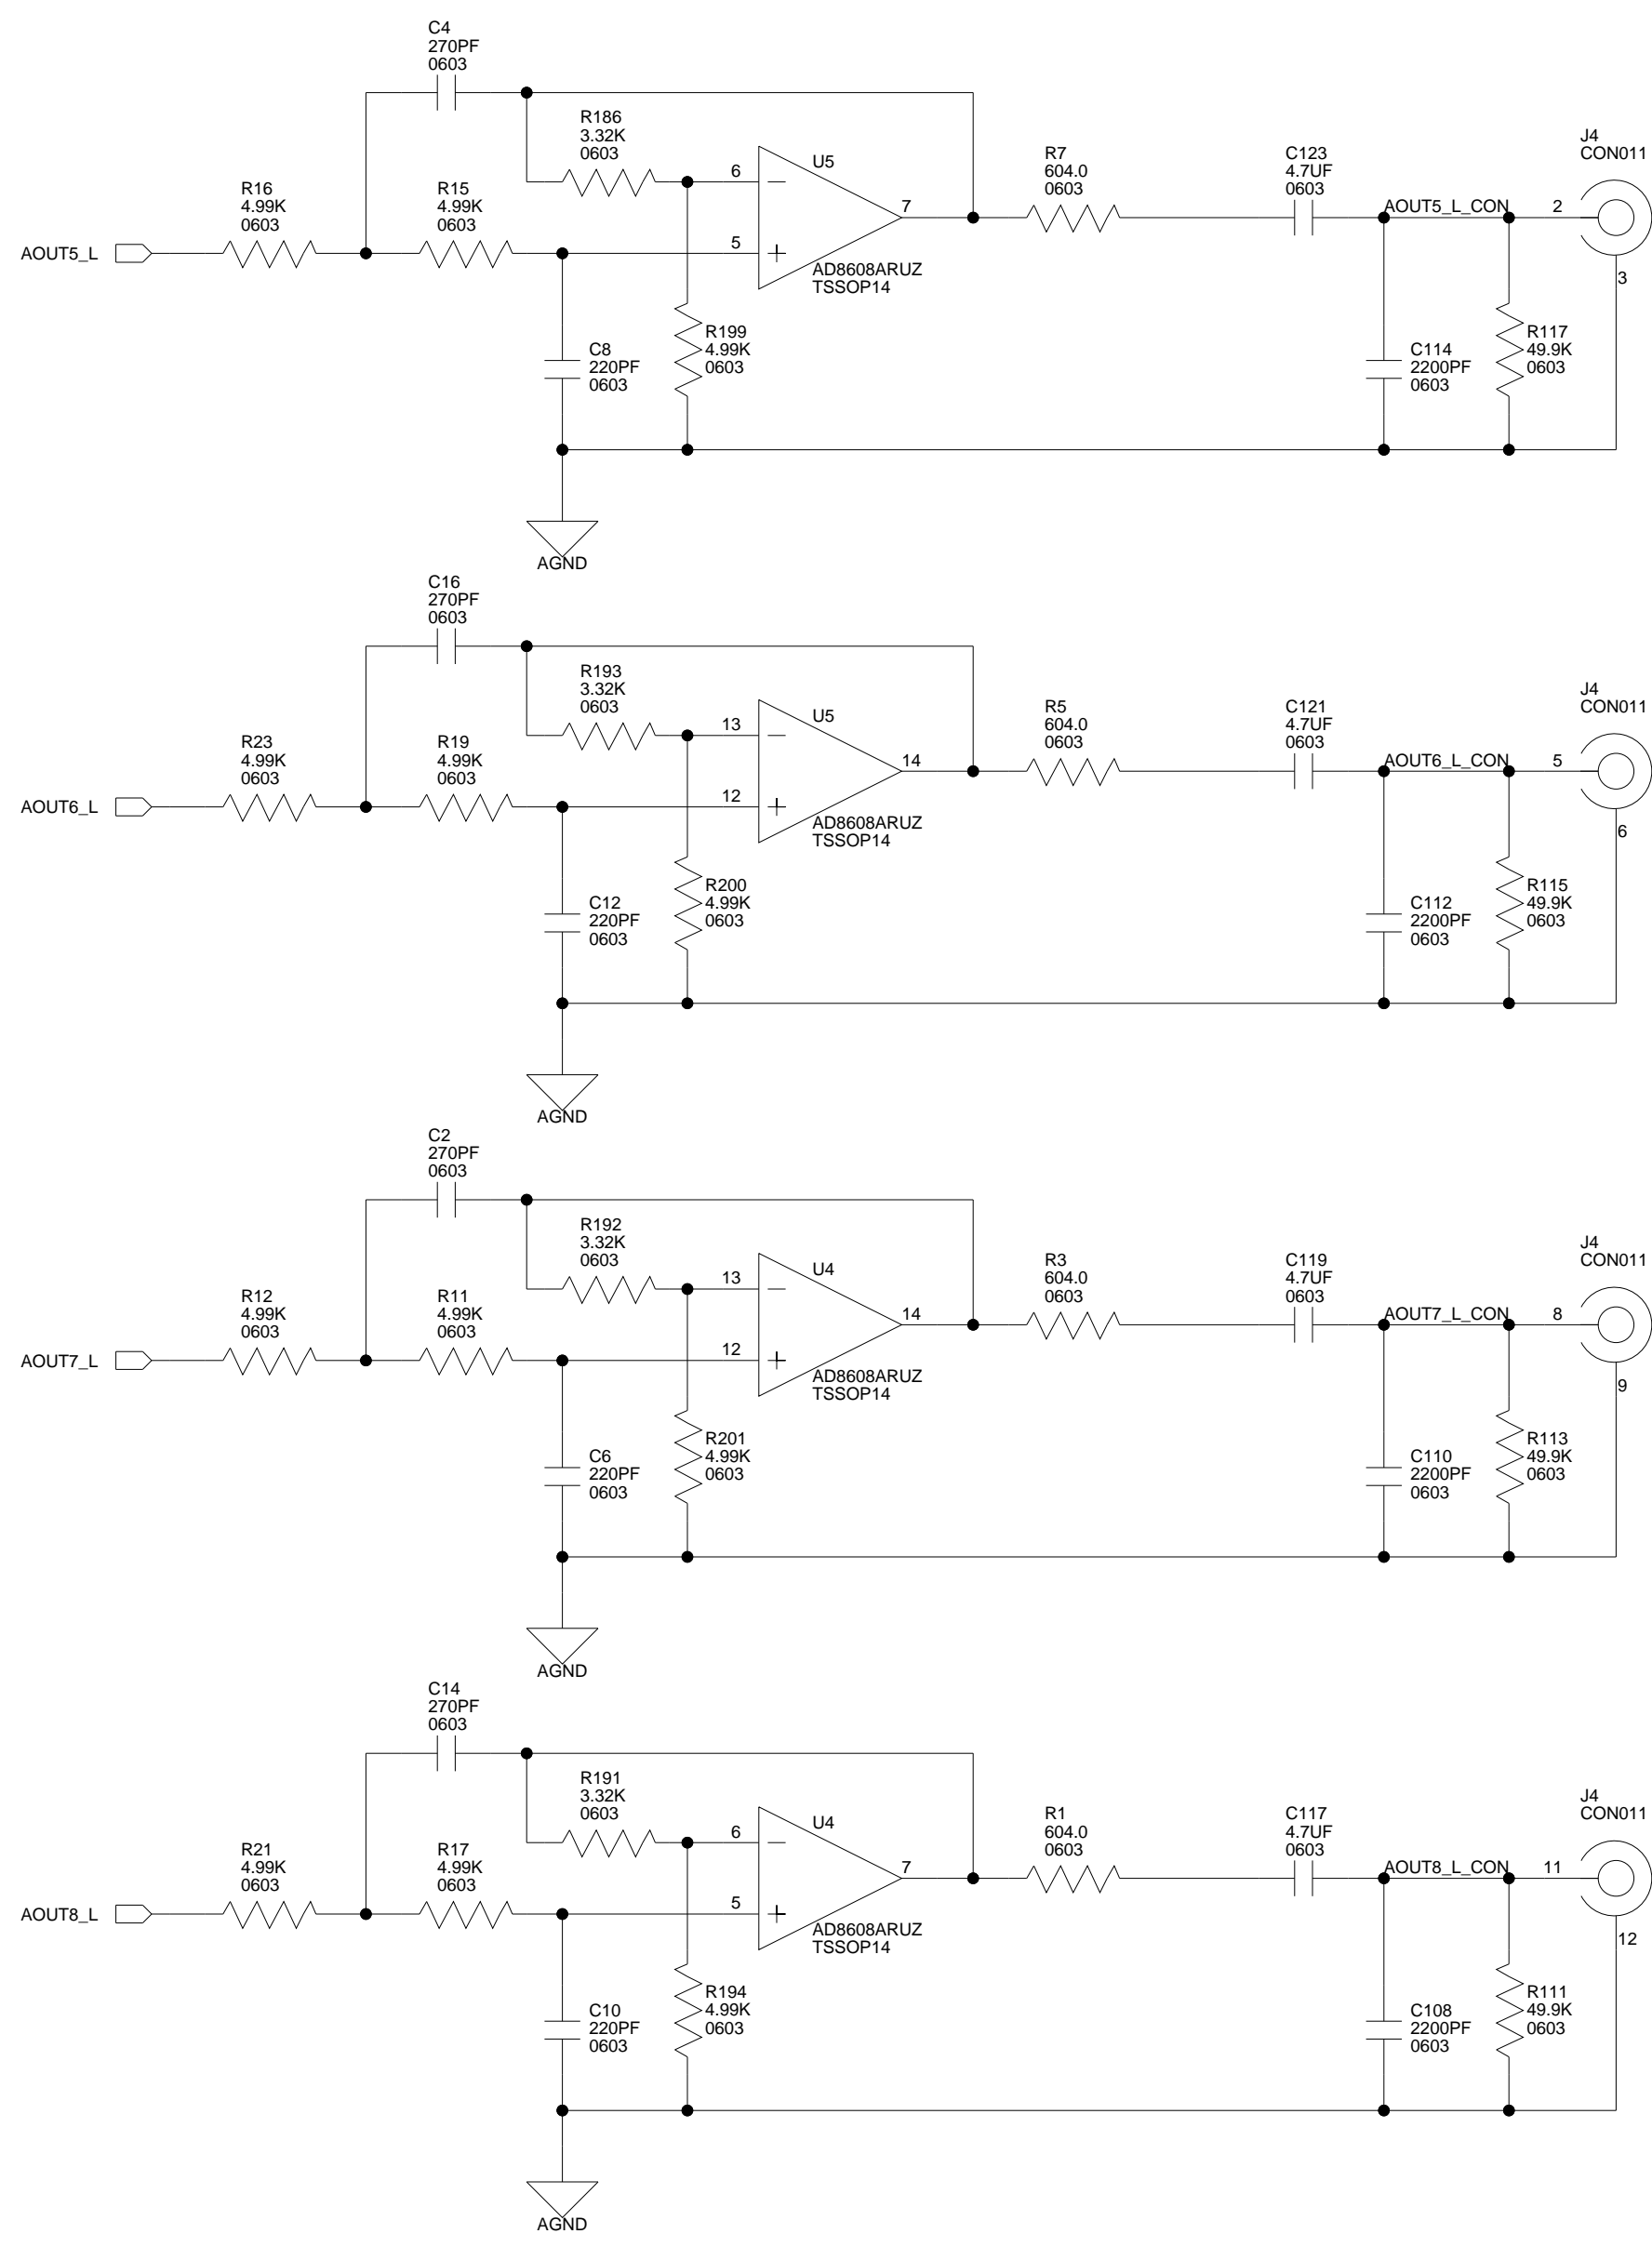 C4
270PF
0603
R186
3.32K
0603
U5
6
7
5
AD8608ARUZ
TSSOP14
R16
4.99K
0603
R15
4.99K
0603
AOUT5_L
R7
604.0
0603
C123
4.7UF
0603
AOUT5_L_CON
J4
CON011
2
3
C8
220PF
0603
R199
4.99K
0603
C114
2200PF
0603
R117
49.9K
0603
AGND
C16
270PF
0603
R193
3.32K
0603
U5
13
14
12
AD8608ARUZ
TSSOP14
R23
4.99K
0603
R19
4.99K
0603
AOUT6_L
R5
604.0
0603
C121
4.7UF
0603
AOUT6_L_CON
J4
CON011
5
6
C12
220PF
0603
R200
4.99K
0603
C112
2200PF
0603
R115
49.9K
0603
AGND
C2
270PF
0603
R192
3.32K
0603
U4
13
14
12
AD8608ARUZ
TSSOP14
R12
4.99K
0603
R11
4.99K
0603
AOUT7_L
R3
604.0
0603
C119
4.7UF
0603
AOUT7_L_CON
J4
CON011
8
9
C6
220PF
0603
R201
4.99K
0603
C110
2200PF
0603
R113
49.9K
0603
AGND
C14
270PF
0603
R191
3.32K
0603
U4
6
7
5
AD8608ARUZ
TSSOP14
R21
4.99K
0603
R17
4.99K
0603
AOUT8_L
R1
604.0
0603
C117
4.7UF
0603
AOUT8_L_CON
J4
CON011
11
12
C10
220PF
0603
R194
4.99K
0603
C108
2200PF
0603
R111
49.9K
0603
AGND